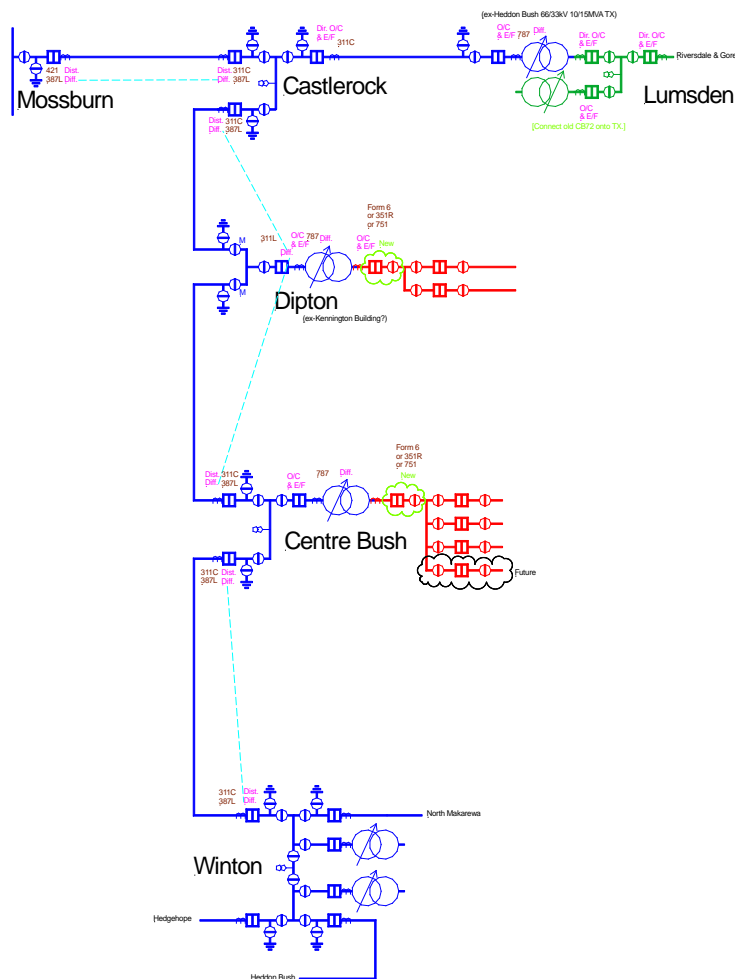 (ex-Heddon Bush 66/33kV 10/15MVA TX)
Dir. O/C
& E/F
311C
O/C
& E/F 787 Diff.
Dir. O/C
& E/F
Dir. O/C
& E/F
Riversdale & Gore
421 Dist.
387L Diff.
Dist. 311C
Diff. 387L
Mossburn
Castlerock
Lumsden
O/C
& E/F
[Connect old CB72 onto TX.]
311C Dist.
387L Diff.
Form 6
or 351R
or 751
New
311L
Diff.
O/C 787 Diff.
& E/F
O/C
& E/F
M
M
Dipton
(ex-Kennington Building?)
Form 6
or 351R
or 751
New
Dist. 311C
Diff. 387L
O/C
& E/F
787 Diff.
Centre Bush
311C Dist.
387L Diff.
Future
311C Dist.
387L Diff.
North Makarewa
Winton
Hedgehope
Heddon Bush